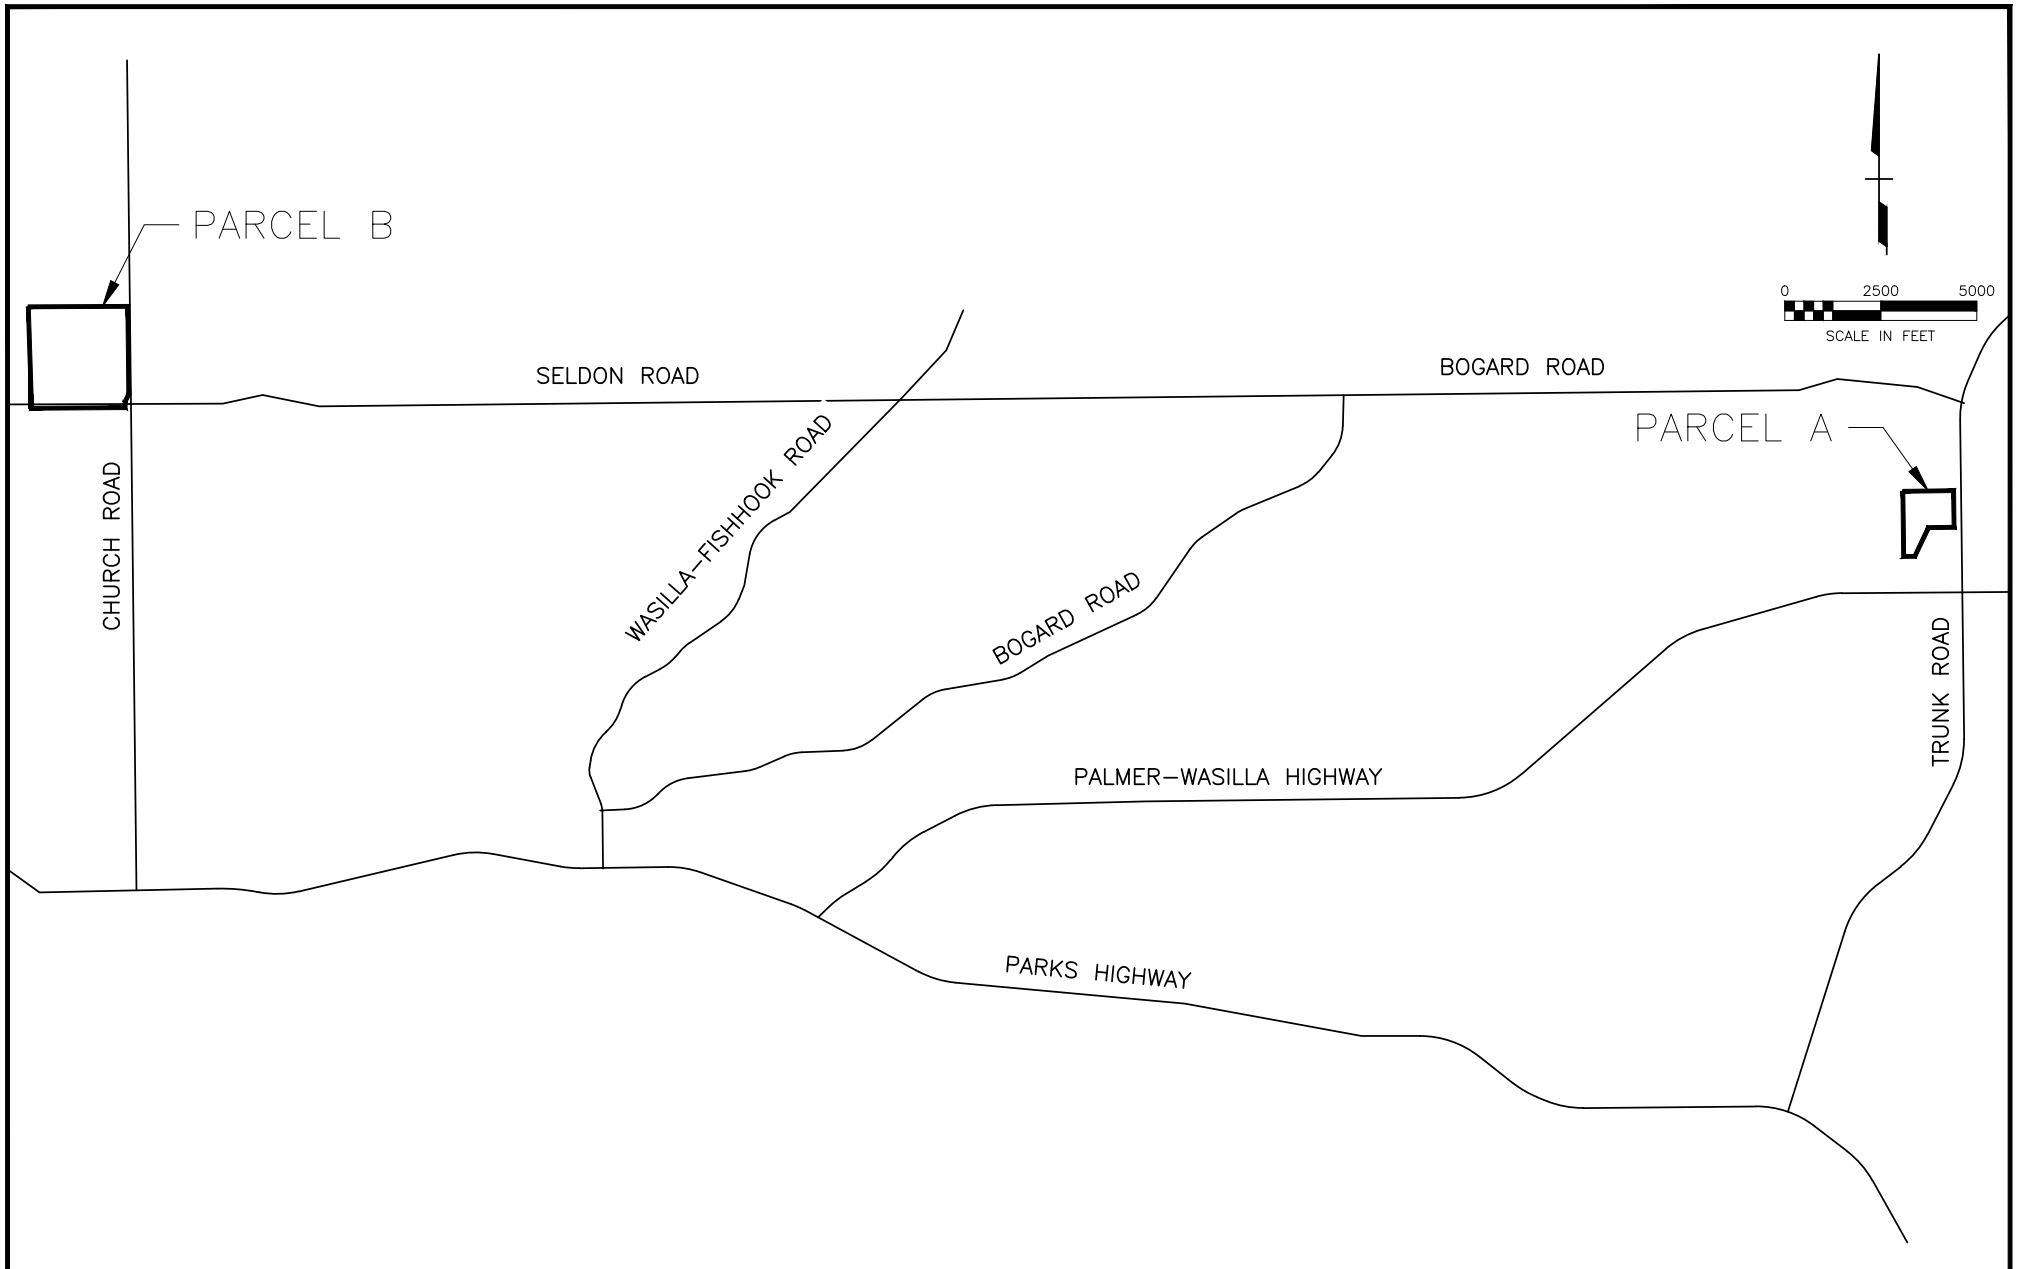 PARCEL B
0 2500 5000
SCALE IN FEET
SELDON ROAD
BOGARD ROAD
PARCEL A
CHURCH ROAD
WASILLA-FISHHOOK ROAD
BOGARD ROAD
TRUNK ROAD
PALMER-WASILLA HIGHWAY
PARKS HIGHWAY